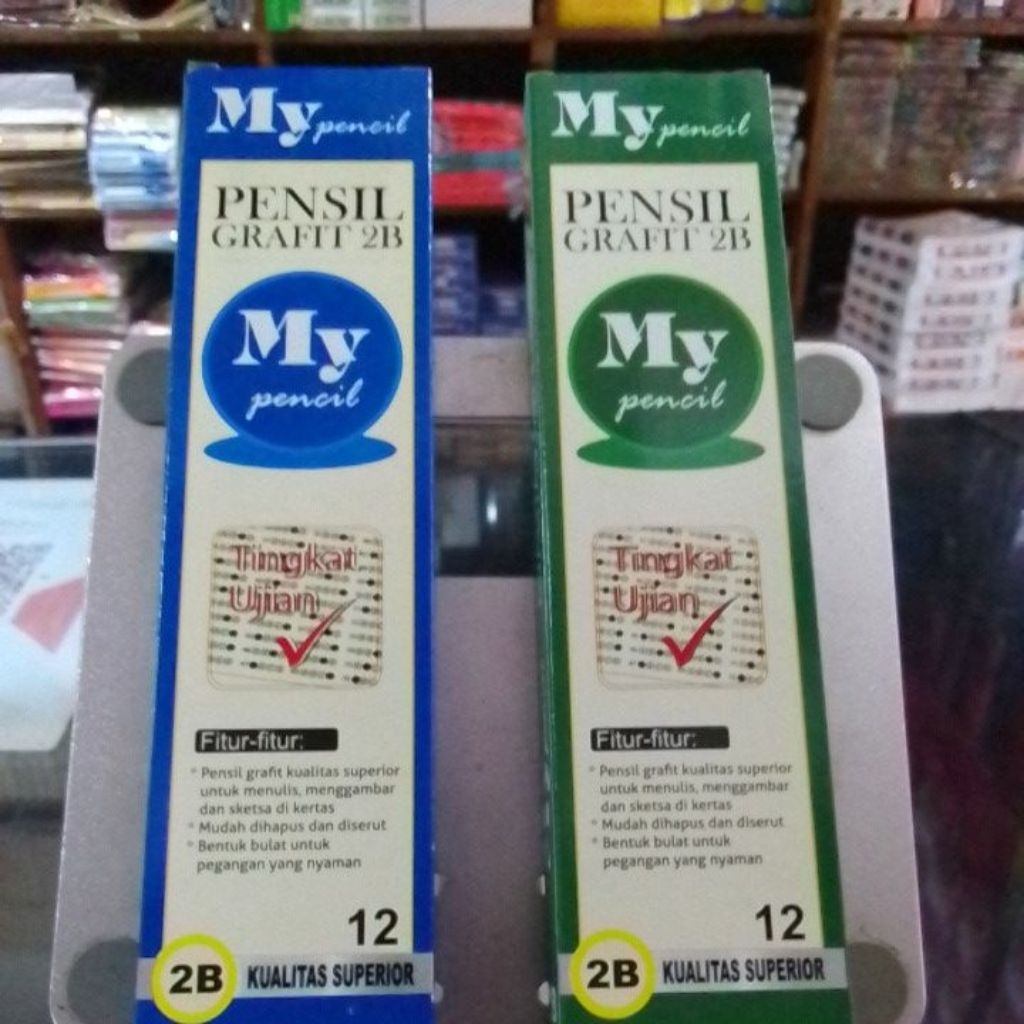 My pencil
PENSIL
GRAFIT 2B
My
pencil
Tingkat
Ujian
Fitur-fitur:
° Pensil grafit kualitas superior
untuk menulis, menggambar
dan sketsa di kertas
° Mudah dihapus dan diserut
° Bentuk bulat untuk
pegangan yang nyaman
12
2B KUALITAS SUPERIOR
My pencil
PENSIL
GRAFIT 2B
My
pencil
Tingkat
Ujian
Fitur-fitur:
° Pensil grafit kualitas superior
untuk menulis, menggambar
dan sketsa di kertas
° Mudah dihapus dan diserut
° Bentuk bulat untuk
pegangan yang nyaman
12
2B KUALITAS SUPERIOR